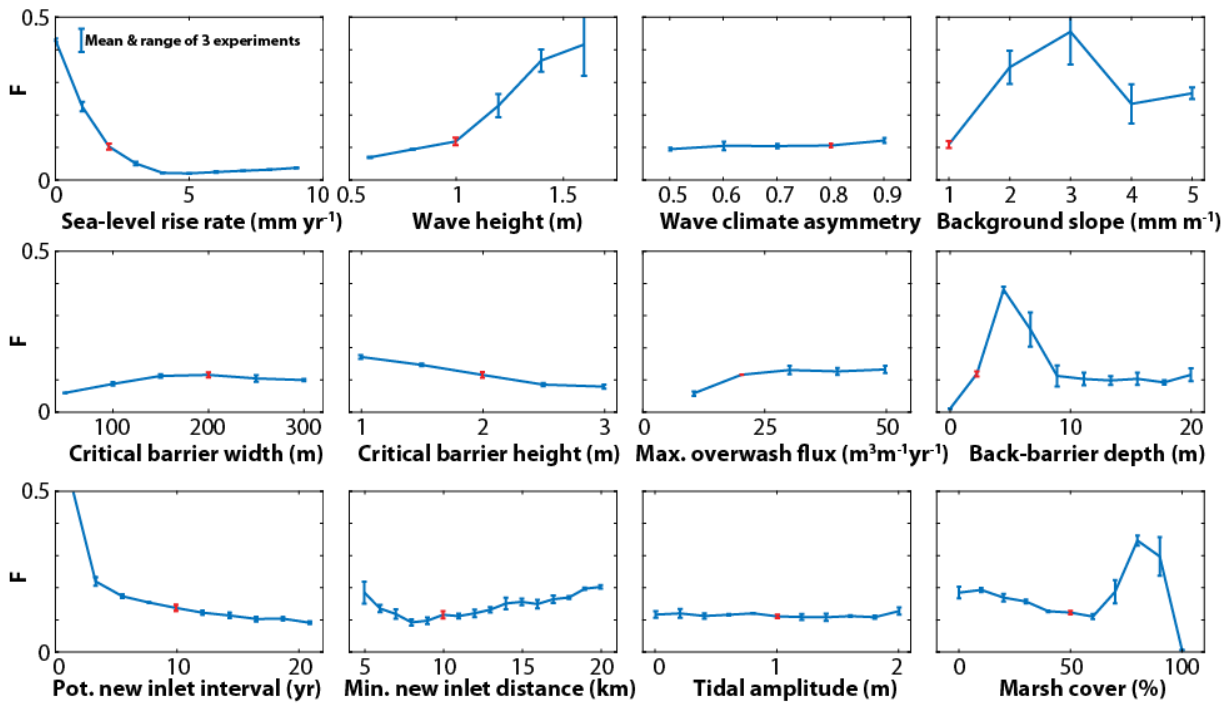 0.5
Mean & range of 3 experiments
F
0
0 5 10 0.5 1 1.5 0.5 0.6 0.7 0.8 0.9 1 2 3 4 5
Sea-level rise rate (mm yr⁻¹) Wave height (m) Wave climate asymmetry Background slope (mm m⁻¹)
0.5
F
0
100 200 300 1 2 3 0 25 50 0 10 20
Critical barrier width (m) Critical barrier height (m) Max. overwash flux (m³m⁻¹yr⁻¹) Back-barrier depth (m)
0.5
F
0
0 10 20 5 10 15 20 0 1 2 0 50 100
Pot. new inlet interval (yr) Min. new inlet distance (km) Tidal amplitude (m) Marsh cover (%)